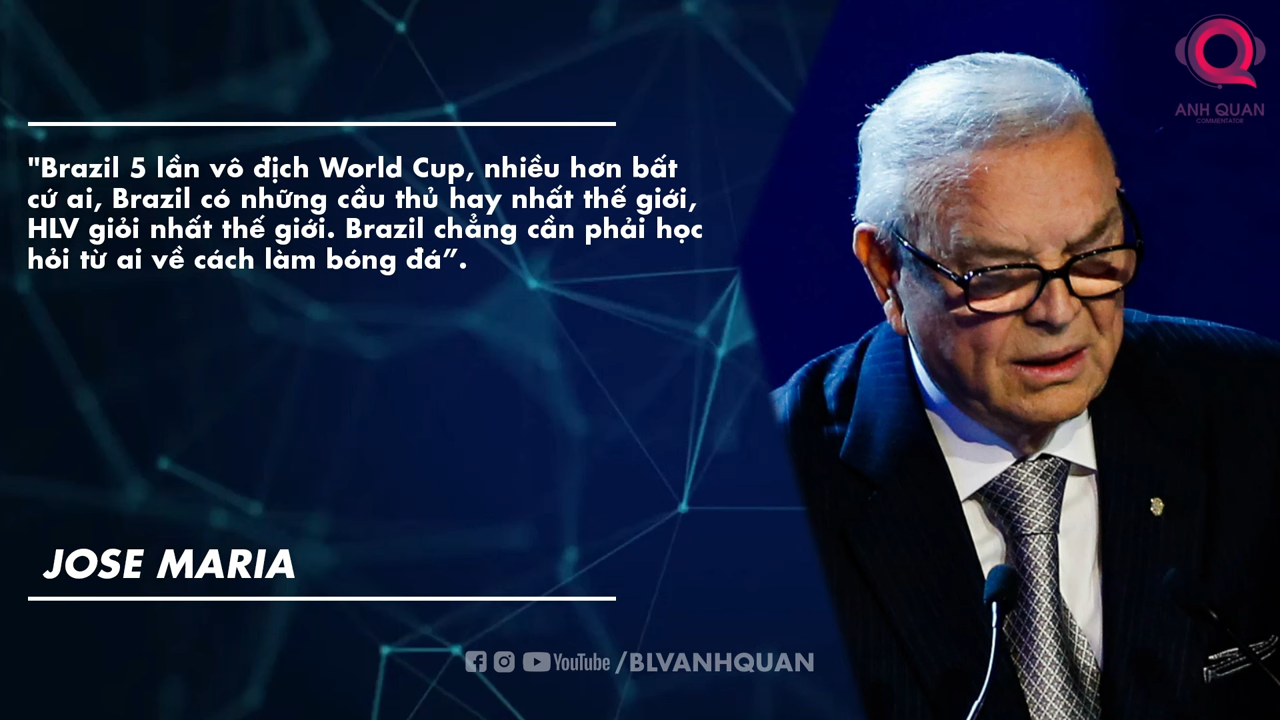 ANH QUAN
COMMENTATOR
"Brazil 5 lần vô địch World Cup, nhiều hơn bất
cứ ai, Brazil có những cầu thủ hay nhất thế giới,
HLV giỏi nhất thế giới. Brazil chẳng cần phải học
hỏi từ ai về cách làm bóng đá”.
JOSE MARIA
YouTube /BLVANHQUAN